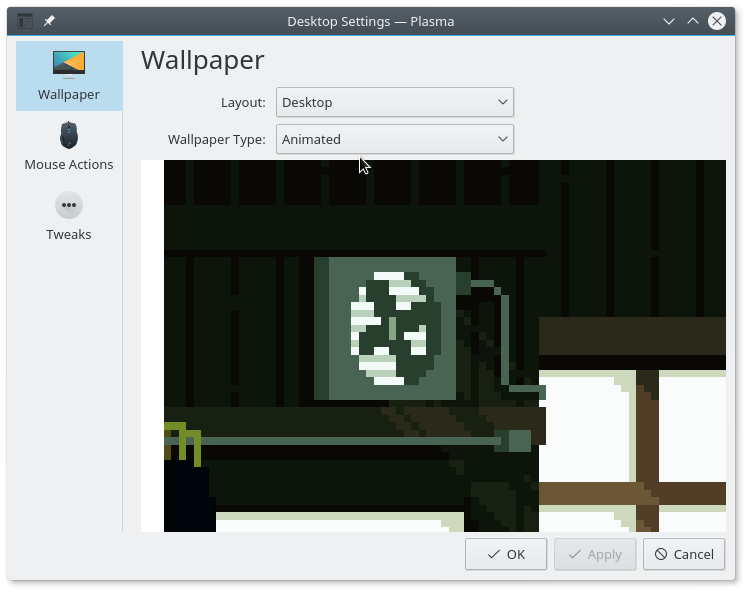 Desktop Settings — Plasma
Wallpaper
Mouse Actions
Tweaks
Wallpaper
Layout: Desktop
Wallpaper Type: Animated
OK
Apply
Cancel